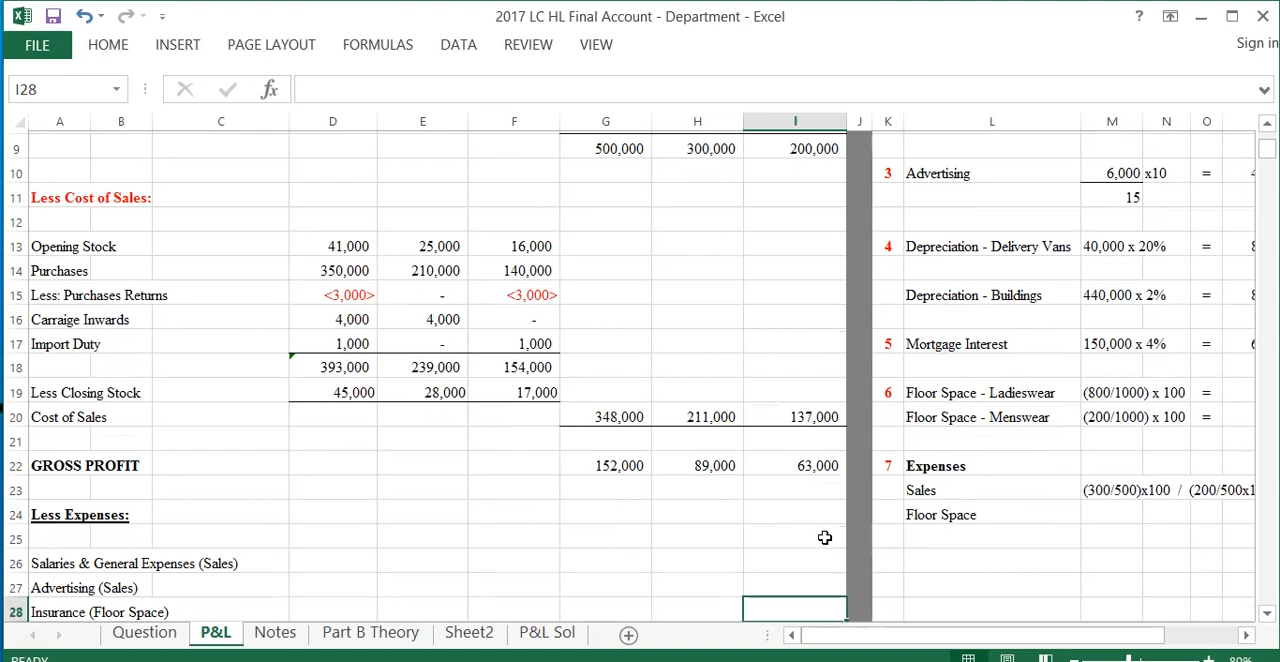 2017 LC HL Final Account - Department - Excel
?
FILE HOME INSERT PAGE LAYOUT FORMULAS DATA REVIEW VIEW Sign in
I28 fx
A B C D E F G H I J K L M N O
9 500,000 300,000 200,000
10 3 Advertising 6,000 x10 =
11 Less Cost of Sales: 15
12
13 Opening Stock 41,000 25,000 16,000 4 Depreciation - Delivery Vans 40,000 x 20% =
14 Purchases 350,000 210,000 140,000
15 Less: Purchases Returns <3,000> - <3,000> Depreciation - Buildings 440,000 x 2% =
16 Carraige Inwards 4,000 4,000 -
17 Import Duty 1,000 - 1,000 5 Mortgage Interest 150,000 x 4% =
18 393,000 239,000 154,000
19 Less Closing Stock 45,000 28,000 17,000 6 Floor Space - Ladieswear (800/1000) x 100 =
20 Cost of Sales 348,000 211,000 137,000 Floor Space - Menswear (200/1000) x 100 =
21
22 GROSS PROFIT 152,000 89,000 63,000 7 Expenses
23 Sales (300/500)x100 / (200/500x1
24 Less Expenses: Floor Space
25
26 Salaries & General Expenses (Sales)
27 Advertising (Sales)
28 Insurance (Floor Space)
Question P&L Notes Part B Theory Sheet2 P&L Sol
READY 80%